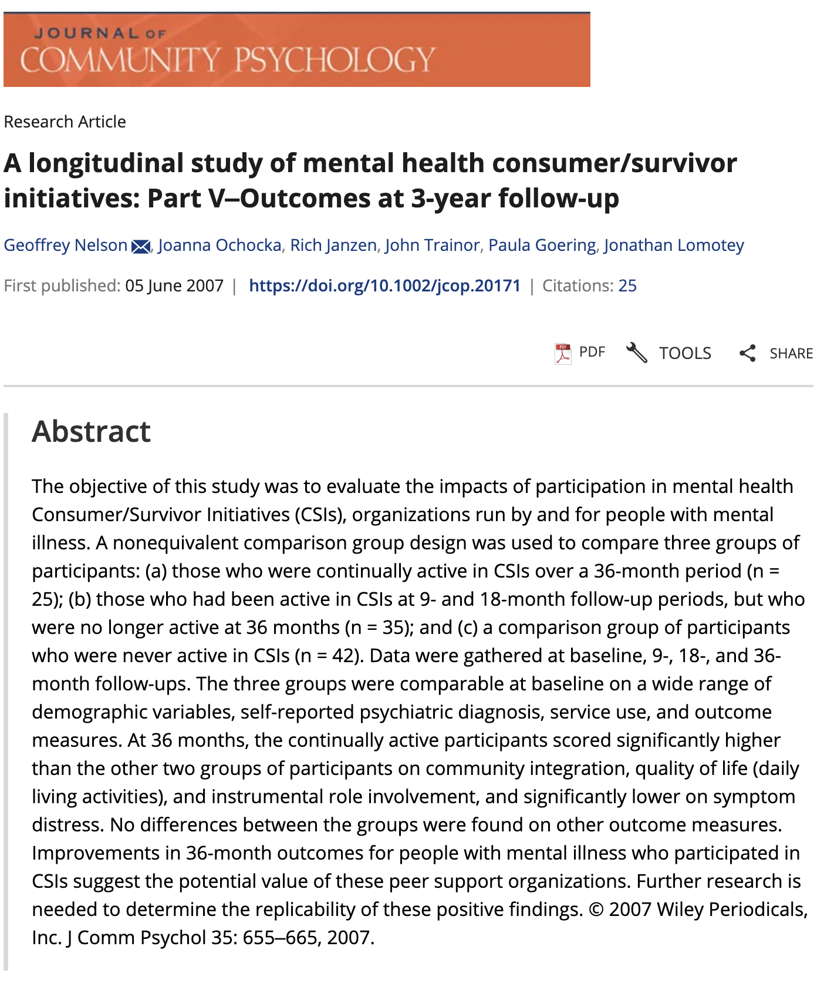 JOURNAL OF
COMMUNITY PSYCHOLOGY
Research Article
A longitudinal study of mental health consumer/survivor
initiatives: Part V–Outcomes at 3-year follow-up
Geoffrey Nelson, Joanna Ochocka, Rich Janzen, John Trainor, Paula Goering, Jonathan Lomotey
First published: 05 June 2007 | https://doi.org/10.1002/jcop.20171 | Citations: 25
PDF TOOLS SHARE
Abstract
The objective of this study was to evaluate the impacts of participation in mental health
Consumer/Survivor Initiatives (CSIs), organizations run by and for people with mental
illness. A nonequivalent comparison group design was used to compare three groups of
participants: (a) those who were continually active in CSIs over a 36-month period (n =
25); (b) those who had been active in CSIs at 9- and 18-month follow-up periods, but who
were no longer active at 36 months (n = 35); and (c) a comparison group of participants
who were never active in CSIs (n = 42). Data were gathered at baseline, 9-, 18-, and 36-
month follow-ups. The three groups were comparable at baseline on a wide range of
demographic variables, self-reported psychiatric diagnosis, service use, and outcome
measures. At 36 months, the continually active participants scored significantly higher
than the other two groups of participants on community integration, quality of life (daily
living activities), and instrumental role involvement, and significantly lower on symptom
distress. No differences between the groups were found on other outcome measures.
Improvements in 36-month outcomes for people with mental illness who participated in
CSIs suggest the potential value of these peer support organizations. Further research is
needed to determine the replicability of these positive findings. © 2007 Wiley Periodicals,
Inc. J Comm Psychol 35: 655–665, 2007.